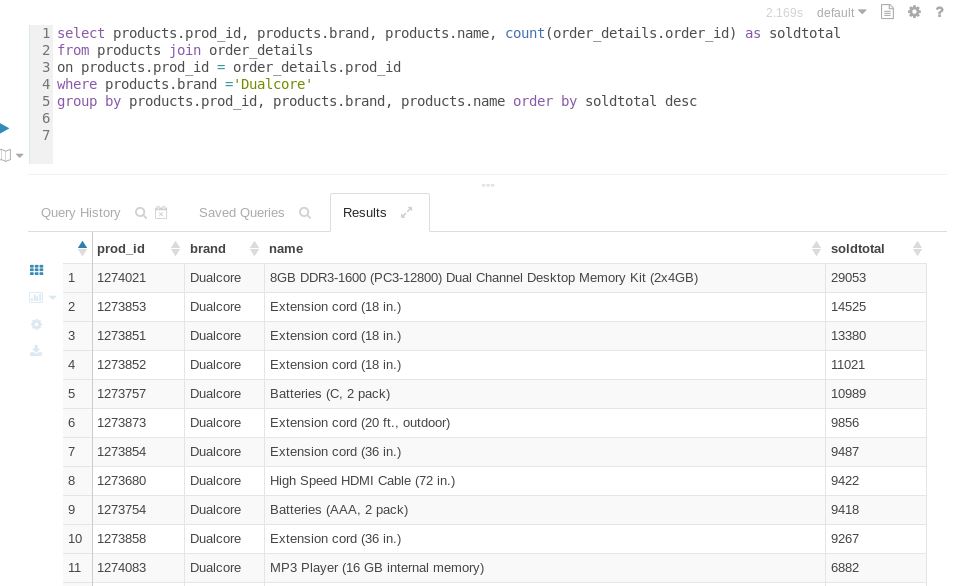 2.169s default ?
1 select products.prod_id, products.brand, products.name, count(order_details.order_id) as soldtotal
2 from products join order_details
3 on products.prod_id = order_details.prod_id
4 where products.brand ='Dualcore'
5 group by products.prod_id, products.brand, products.name order by soldtotal desc
6
7
Query History Saved Queries Results
prod_id brand name soldtotal
1 1274021 Dualcore 8GB DDR3-1600 (PC3-12800) Dual Channel Desktop Memory Kit (2x4GB) 29053
2 1273853 Dualcore Extension cord (18 in.) 14525
3 1273851 Dualcore Extension cord (18 in.) 13380
4 1273852 Dualcore Extension cord (18 in.) 11021
5 1273757 Dualcore Batteries (C, 2 pack) 10989
6 1273873 Dualcore Extension cord (20 ft., outdoor) 9856
7 1273854 Dualcore Extension cord (36 in.) 9487
8 1273680 Dualcore High Speed HDMI Cable (72 in.) 9422
9 1273754 Dualcore Batteries (AAA, 2 pack) 9418
10 1273858 Dualcore Extension cord (36 in.) 9267
11 1274083 Dualcore MP3 Player (16 GB internal memory) 6882